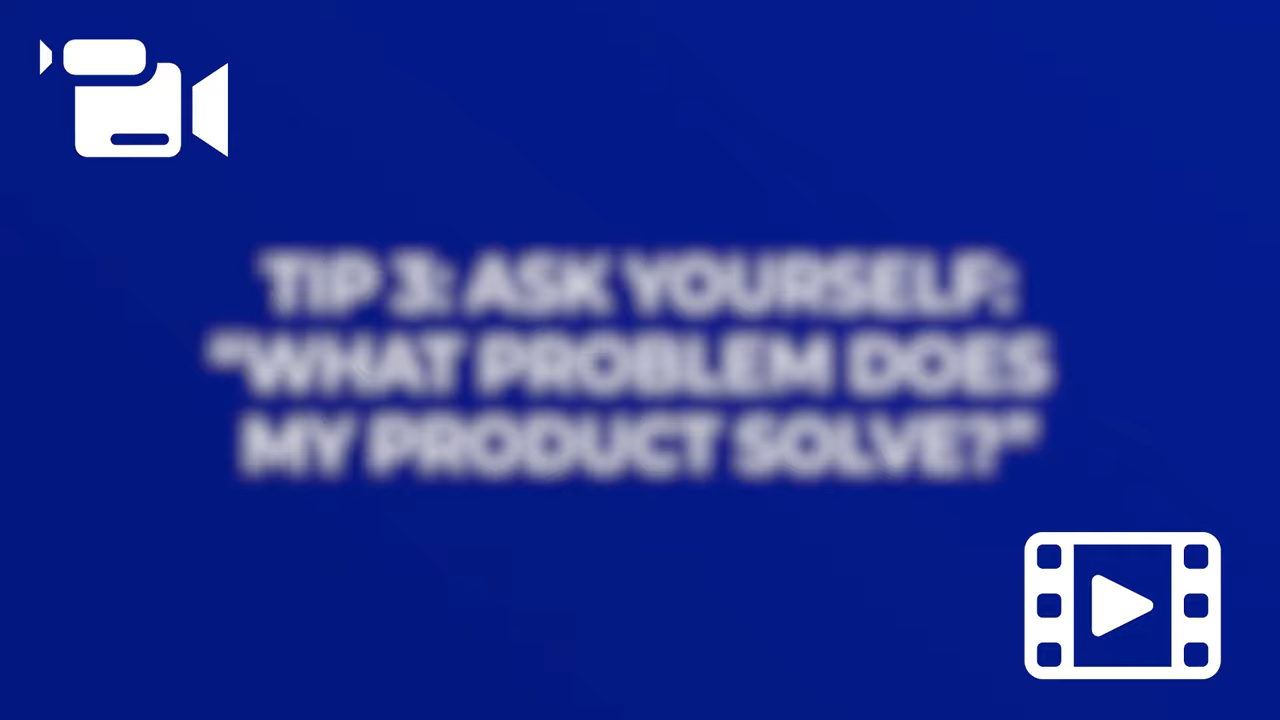 TIP 3: ASK YOURSELF:
"WHAT PROBLEM DOES
MY PRODUCT SOLVE?"